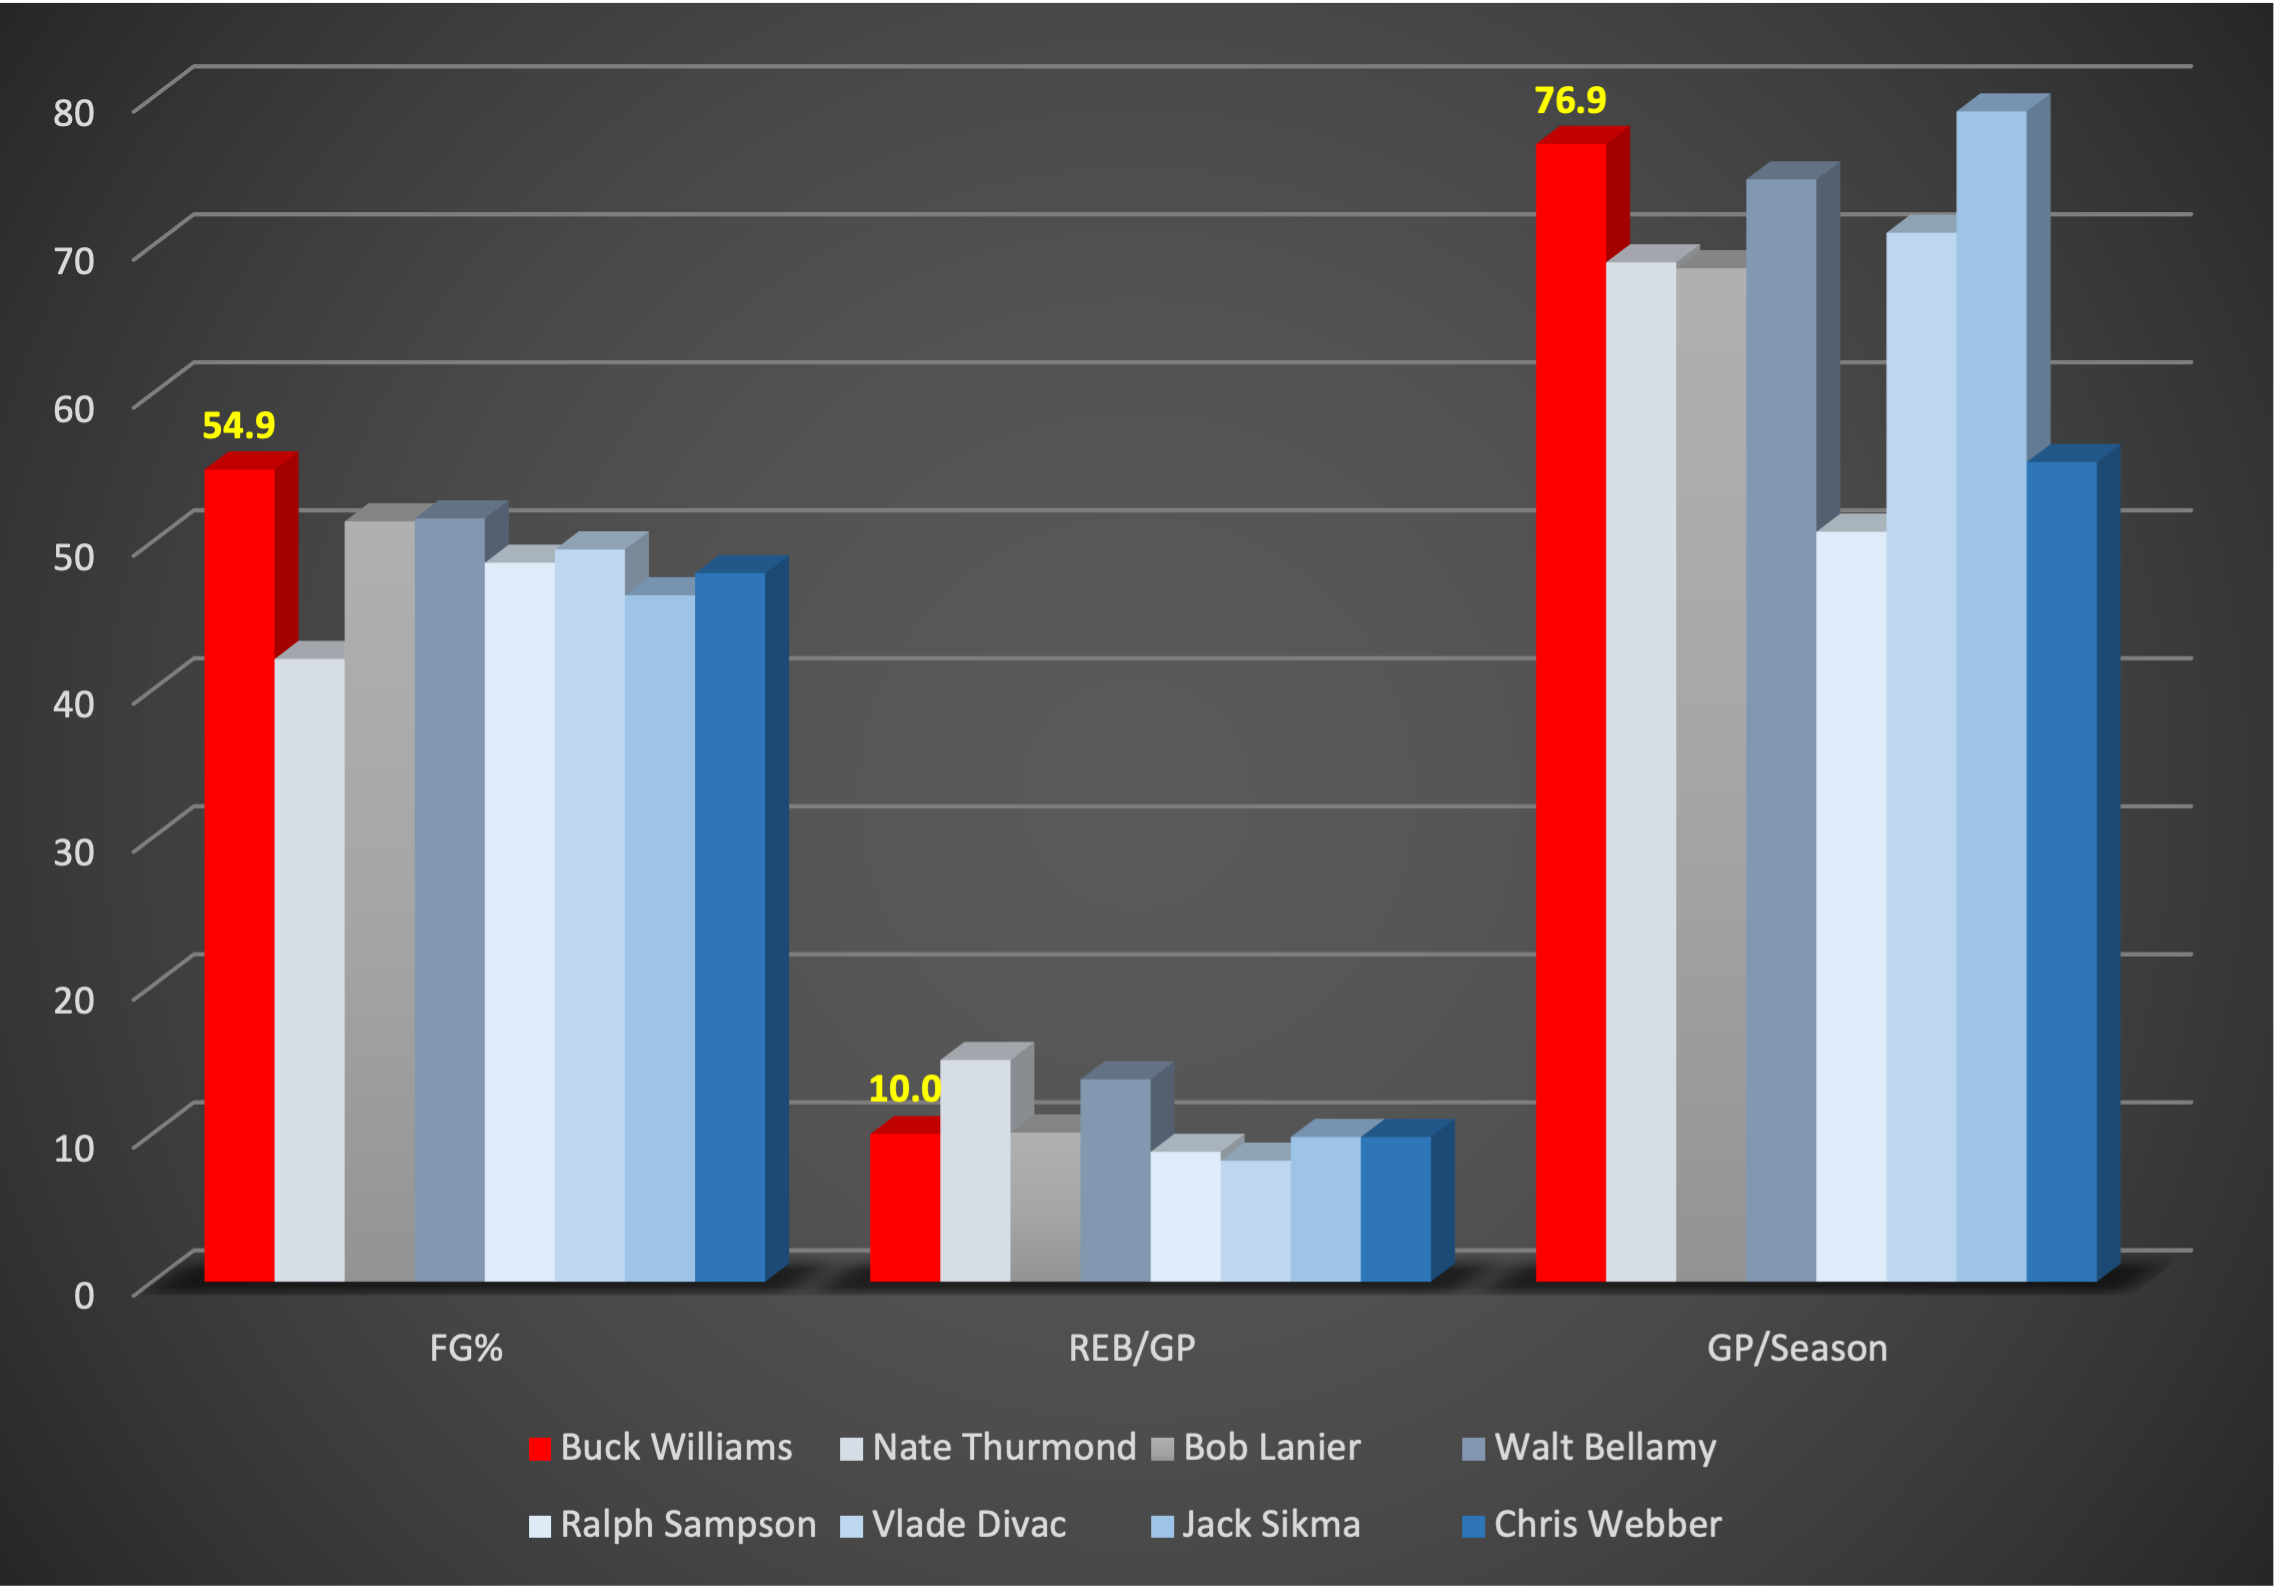 80
70
60
50
40
30
20
10
0
54.9
10.0
76.9
FG%
REB/GP
GP/Season
Buck Williams
Nate Thurmond
Bob Lanier
Walt Bellamy
Ralph Sampson
Vlade Divac
Jack Sikma
Chris Webber